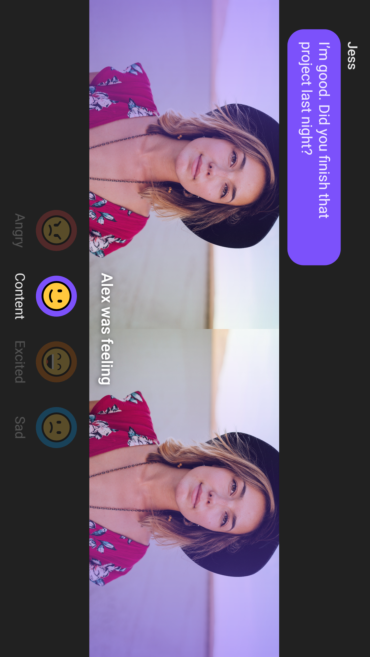 Jess
I'm good. Did you finish that
project last night?
Alex was feeling
Angry
Content
Excited
Sad